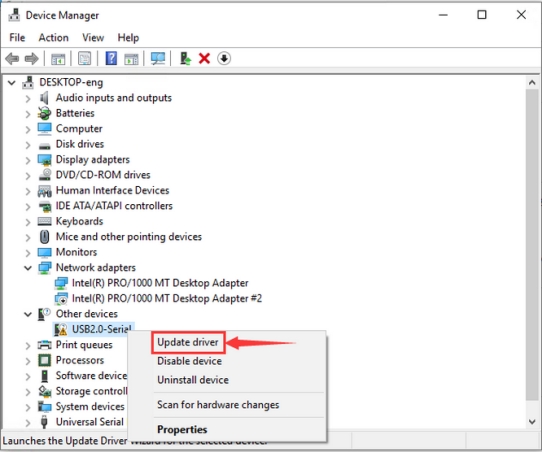 Device Manager
File Action View Help
DESKTOP-eng
Audio inputs and outputs
Batteries
Computer
Disk drives
Display adapters
DVD/CD-ROM drives
Human Interface Devices
IDE ATA/ATAPI controllers
Keyboards
Mice and other pointing devices
Monitors
Network adapters
Intel(R) PRO/1000 MT Desktop Adapter
Intel(R) PRO/1000 MT Desktop Adapter #2
Other devices
USB2.0-Serial
Print queues
Processors
Software device
Storage controll
System devices
Universal Serial
Update driver
Disable device
Uninstall device
Scan for hardware changes
Properties
Launches the Update Driver Wizard for the selected device.